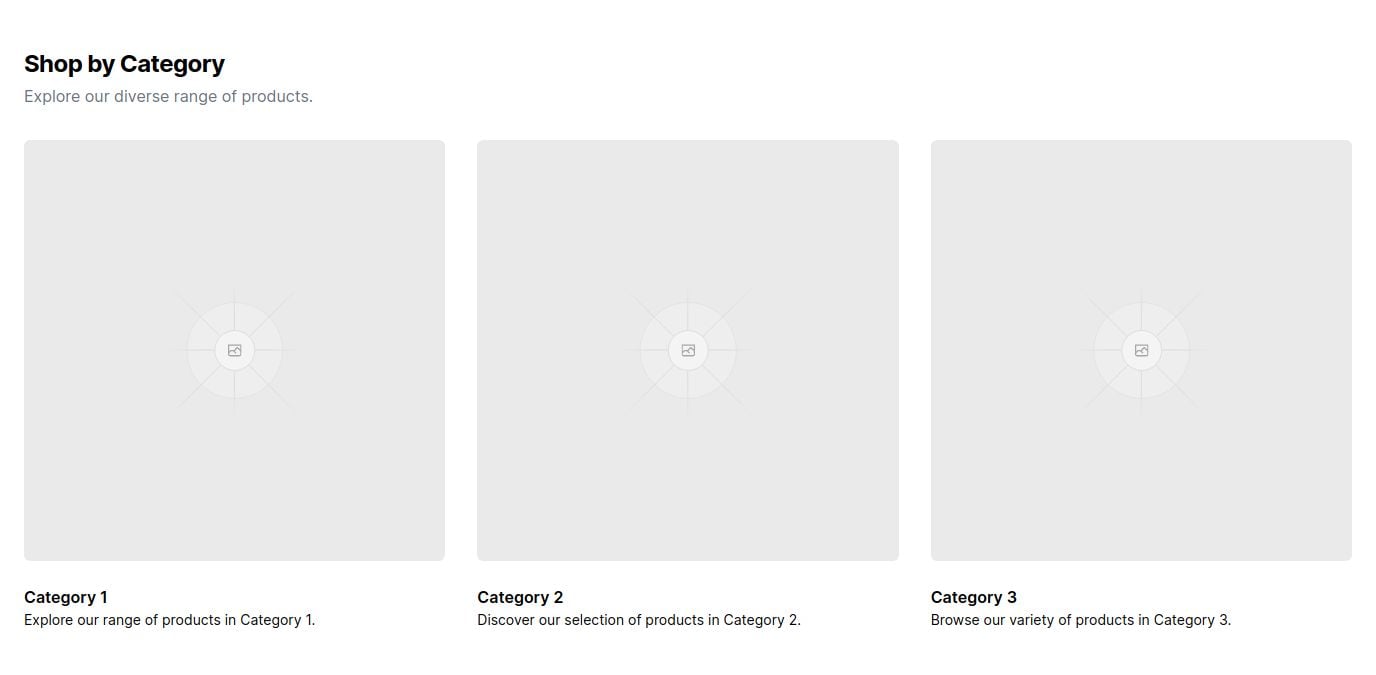 Shop by Category
Explore our diverse range of products.
Category 1
Explore our range of products in Category 1.
Category 2
Discover our selection of products in Category 2.
Category 3
Browse our variety of products in Category 3.